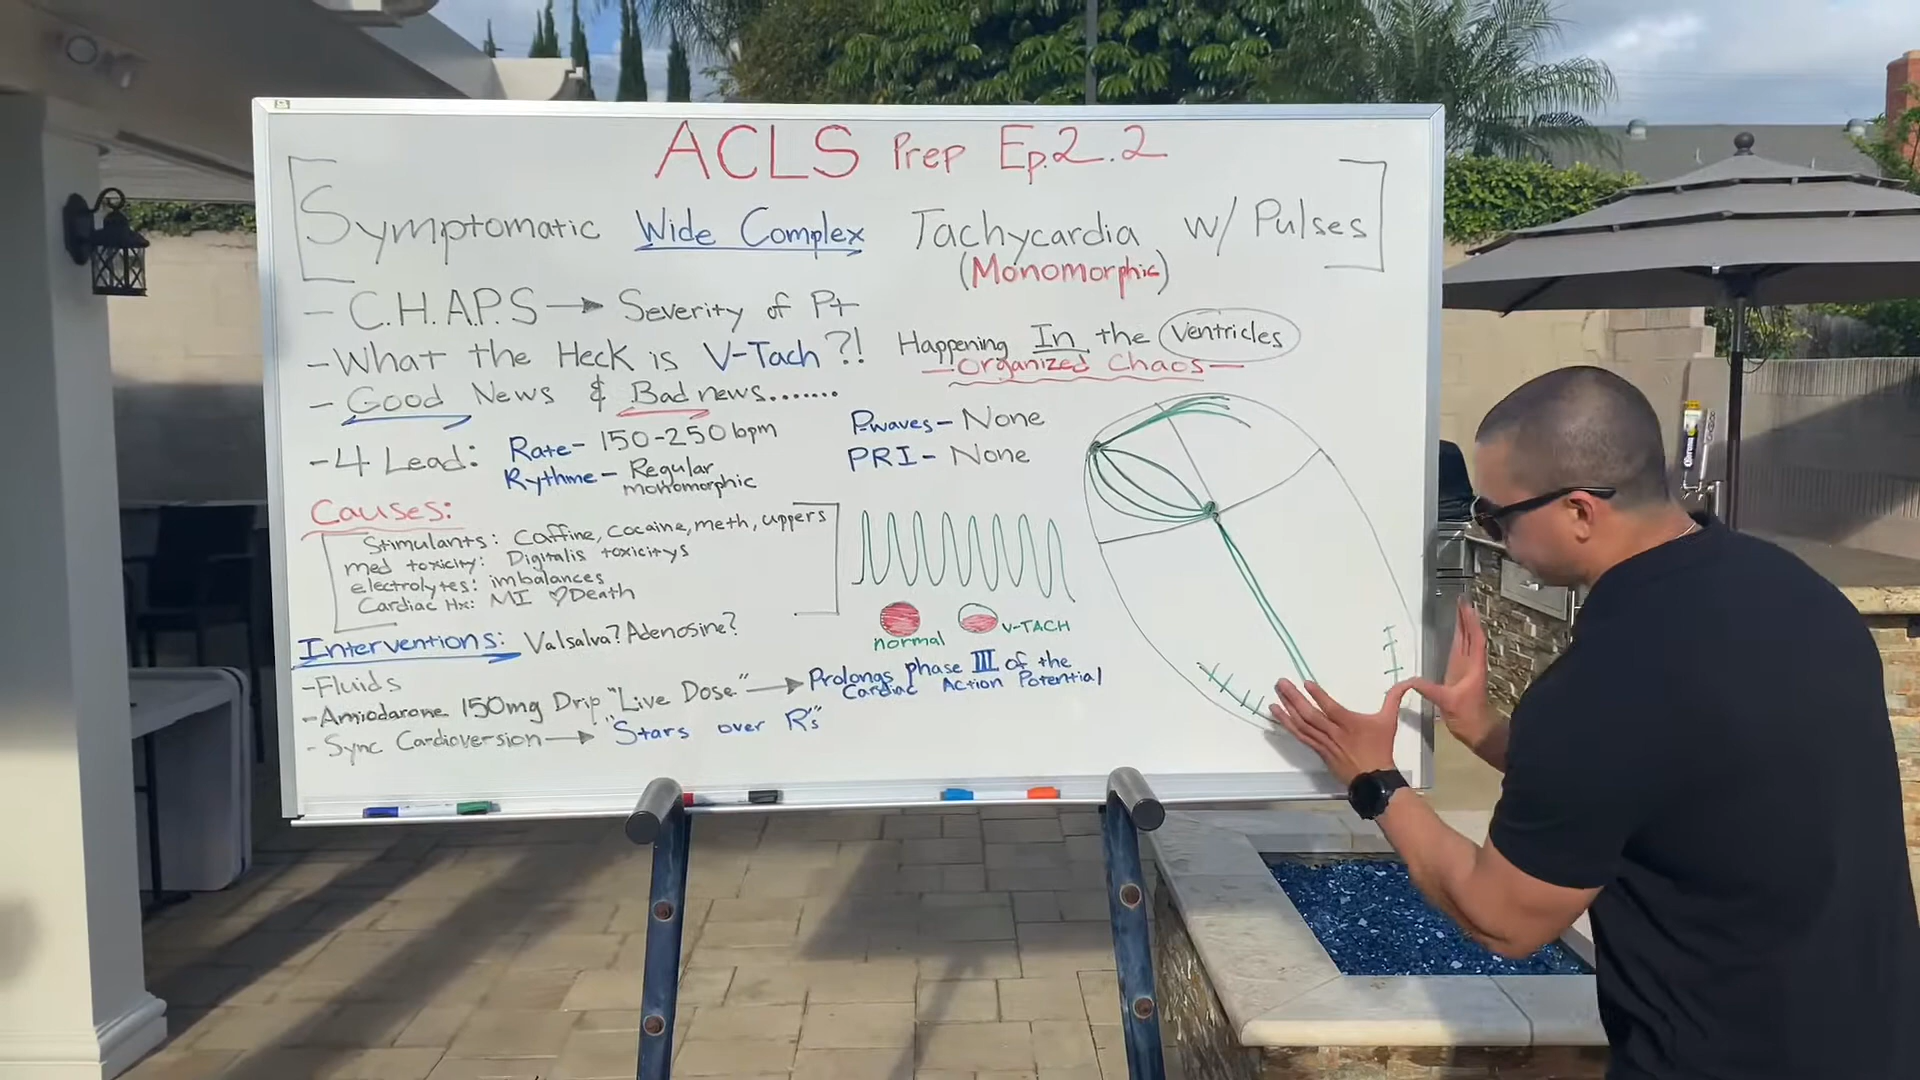 ACLS Prep Ep.2.2
Symptomatic Wide Complex Tachycardia w/ Pulses
(Monomorphic)
- C.H.A.P.S → Severity of Pt
- What the Heck is V-Tach?!
Happening In the Ventricles
-Organized Chaos-
- Good News & Bad news.......
- 4 Lead: Rate- 150-250 bpm
Rythme- Regular
monomorphic
P-waves- None
PRI- None
Causes:
Stimulants: Caffine, Cocaine, meth, uppers
med toxicity: Digitalis toxicitys
electrolytes: imbalances
Cardiac Hx: MI ♡Death
normal
V-TACH
Interventions: Valsalva? Adenosine?
-Fluids
-Amiodarone 150mg Drip "Live Dose" → Prolongs phase III of the
Cardiac Action Potential
- Sync Cardioversion → "Stars over R's"